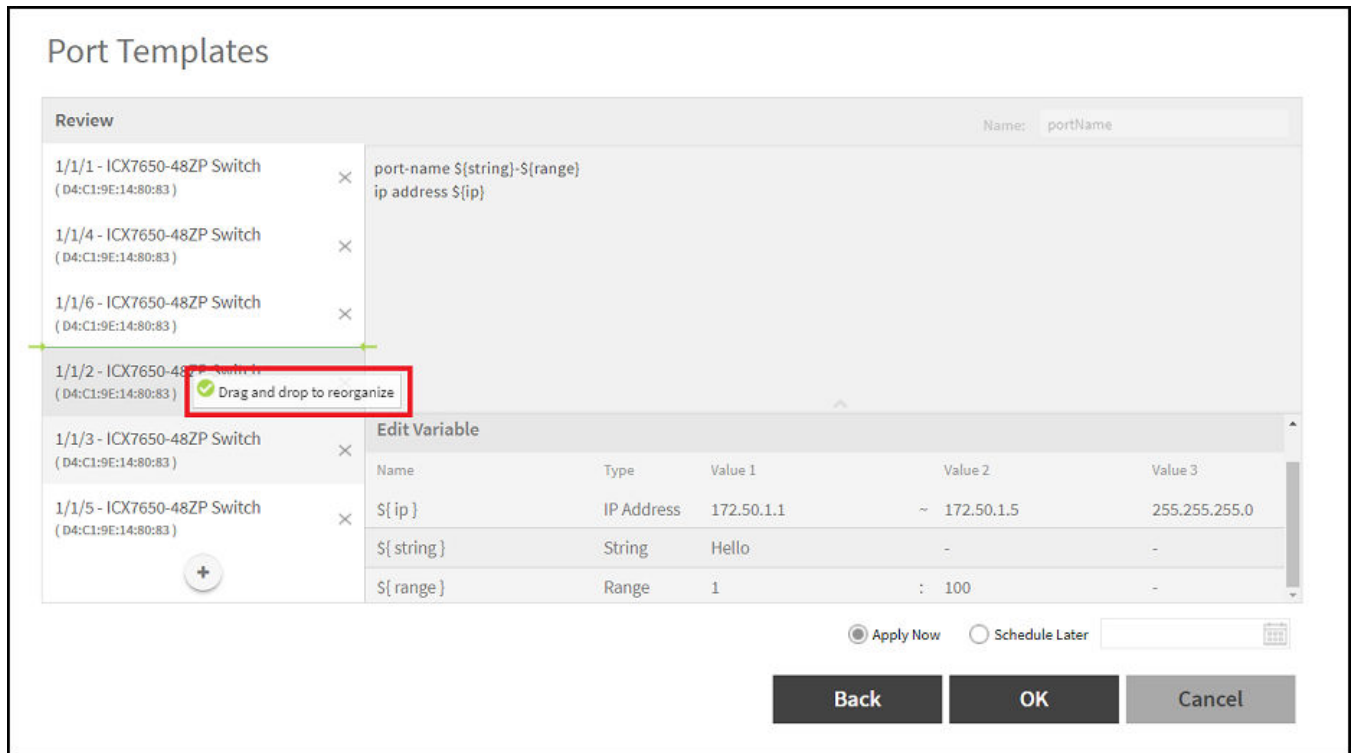 Port Templates
Review
Name: portName
1/1/1 - ICX7650-48ZP Switch
( D4:C1:9E:14:80:83 )
1/1/4 - ICX7650-48ZP Switch
( D4:C1:9E:14:80:83 )
1/1/6 - ICX7650-48ZP Switch
( D4:C1:9E:14:80:83 )
1/1/2 - ICX7650-48ZP Switch
( D4:C1:9E:14:80:83 )
Drag and drop to reorganize
1/1/3 - ICX7650-48ZP Switch
( D4:C1:9E:14:80:83 )
1/1/5 - ICX7650-48ZP Switch
( D4:C1:9E:14:80:83 )
+
port-name ${string}-${range}
ip address ${ip}
Edit Variable
Name Type Value 1 Value 2 Value 3
${ ip } IP Address 172.50.1.1 ~ 172.50.1.5 255.255.255.0
${ string } String Hello - -
${ range } Range 1 : 100 -
Apply Now Schedule Later
Back OK Cancel